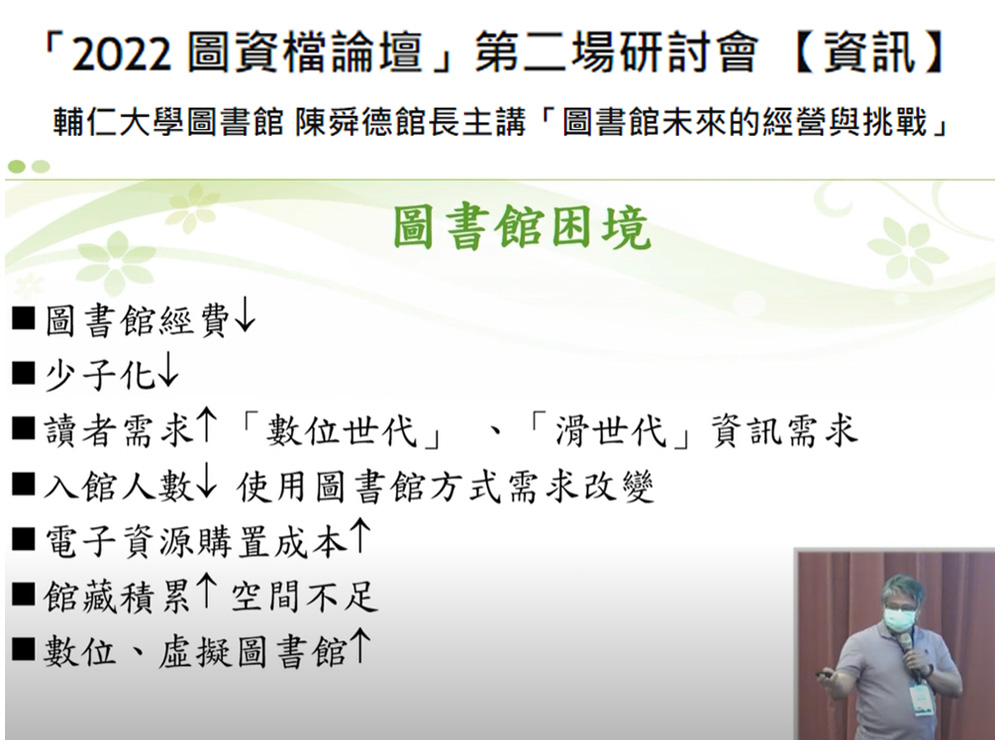 「2022 圖資檔論壇」第二場研討會 【資訊】
輔仁大學圖書館 陳舜德館長主講「圖書館未來的經營與挑戰」
圖書館困境
■圖書館經費↓
■少子化↓
■讀者需求↑「數位世代」 、「滑世代」資訊需求
■入館人數↓ 使用圖書館方式需求改變
■電子資源購置成本↑
■館藏積累↑ 空間不足
■數位、虛擬圖書館↑